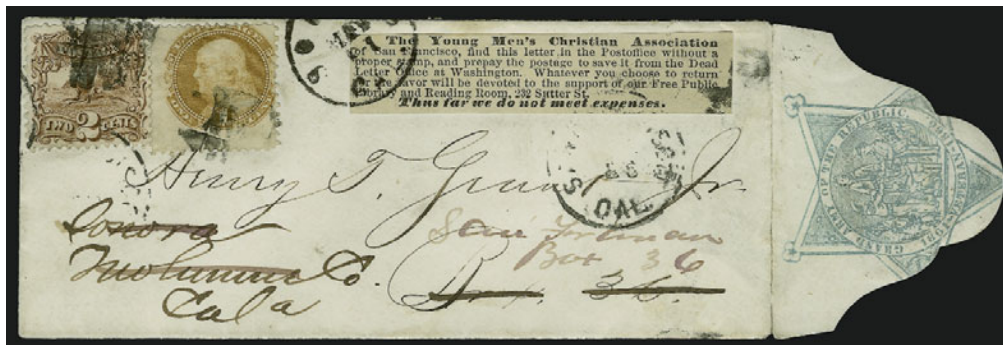 The Young Men's Christian Association
of San Francisco, find this letter in the Postoffice without a
proper stamp, and prepay the postage to save it from the Dead
Letter Office at Washington. Whatever you choose to return
for the favor will be devoted to the support of our Free Public
Library and Reading Room, 232 Sutter St.
Thus far we do not meet expenses.
TWO 2 CENTS
MAY
CAL
Henry T. Jr.
Sonora
Tuolumne Co.
Cala
San
Box 36
Box 36
GRAND ARMY OF THE REPUBLIC.